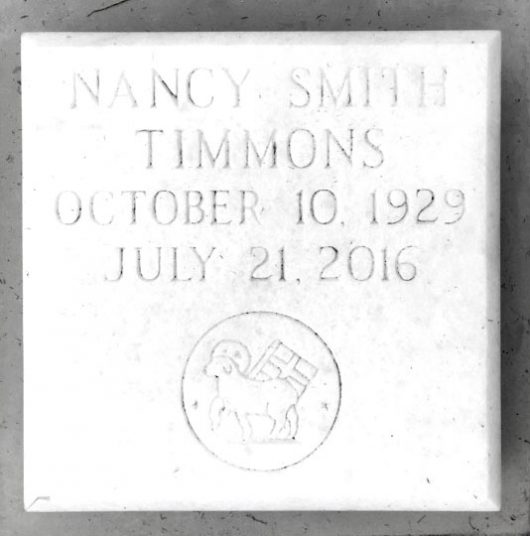 NANCY SMITH
TIMMONS
OCTOBER 10, 1929
JULY 21, 2016